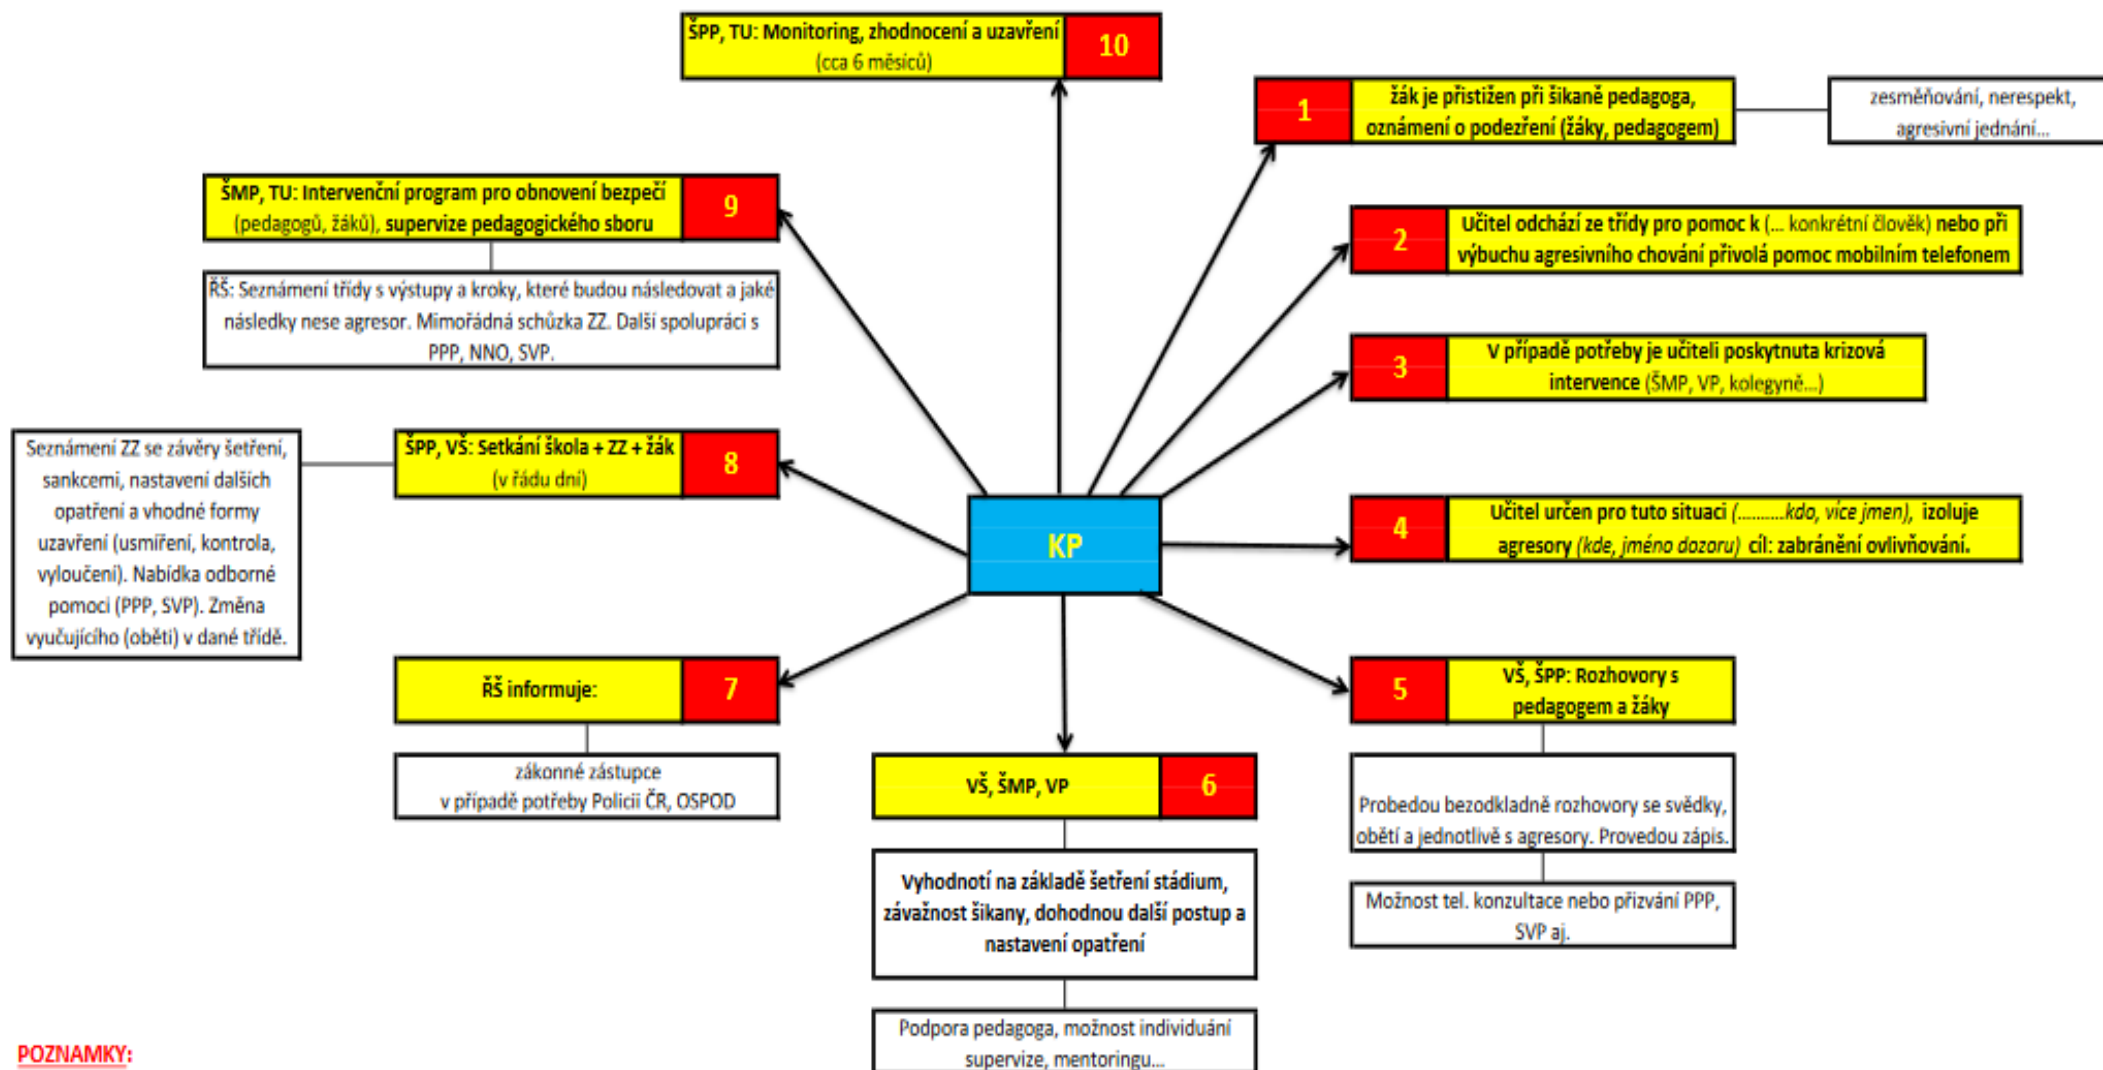 ŠPP, TU: Monitoring, zhodnocení a uzavření
(cca 6 měsíců)
10
1
žák je přistižen při šikaně pedagoga,
oznámení o podezření (žáky, pedagogem)
zesměňování, nerespekt,
agresivní jednání...
ŠMP, TU: Intervenční program pro obnovení bezpečí
(pedagogů, žáků), supervize pedagogického sboru
9
ŘŠ: Seznámení třídy s výstupy a kroky, které budou následovat a jaké
následky nese agresor. Mimořádná schůzka ZZ. Další spolupráci s
PPP, NNO, SVP.
2
Učitel odchází ze třídy pro pomoc k (... konkrétní člověk) nebo při
výbuchu agresivního chování přivolá pomoc mobilním telefonem
3
V případě potřeby je učiteli poskytnuta krizová
intervence (ŠMP, VP, kolegyně...)
Seznámení ZZ se závěry šetření,
sankcemi, nastavení dalších
opatření a vhodné formy
uzavření (usmíření, kontrola,
vyloučení). Nabídka odborné
pomoci (PPP, SVP). Změna
vyučujícího (oběti) v dané třídě.
ŠPP, VŠ: Setkání škola + ZZ + žák
(v řádu dní)
8
KP
4
Učitel určen pro tuto situaci (..........kdo, více jmen), izoluje
agresory (kde, jméno dozoru) cíl: zabránění ovlivňování.
ŘŠ informuje:
7
zákonné zástupce
v případě potřeby Policii ČR, OSPOD
5
VŠ, ŠPP: Rozhovory s
pedagogem a žáky
Probedou bezodkladně rozhovory se svědky,
obětí a jednotlivě s agresory. Provedou zápis.
Možnost tel. konzultace nebo přizvání PPP,
SVP aj.
VŠ, ŠMP, VP
6
Vyhodnotí na základě šetření stádium,
závažnost šikany, dohodnou další postup a
nastavení opatření
Podpora pedagoga, možnost individuání
supervize, mentoringu...
POZNAMKY: